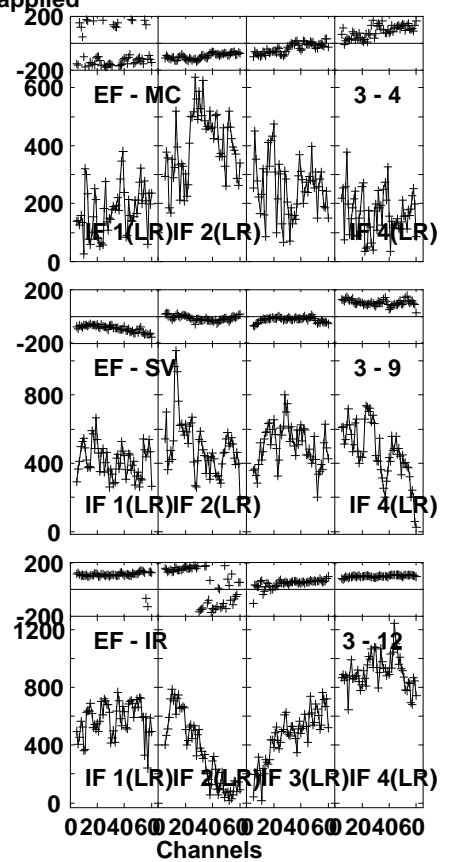 applied
200
-200
EF - MC
3 - 4
600
400
200
0
IF 1(LR)IF 2(LR)
IF 4(LR)
200
-200
EF - SV
3 - 9
800
400
0
IF 1(LR)IF 2(LR)
IF 4(LR)
200
-200
EF - IR
3 - 12
1200
800
400
0
IF 1(LR)IF 2(LR)IF 3(LR)IF 4(LR)
0204060 0204060 0204060 0204060
Channels